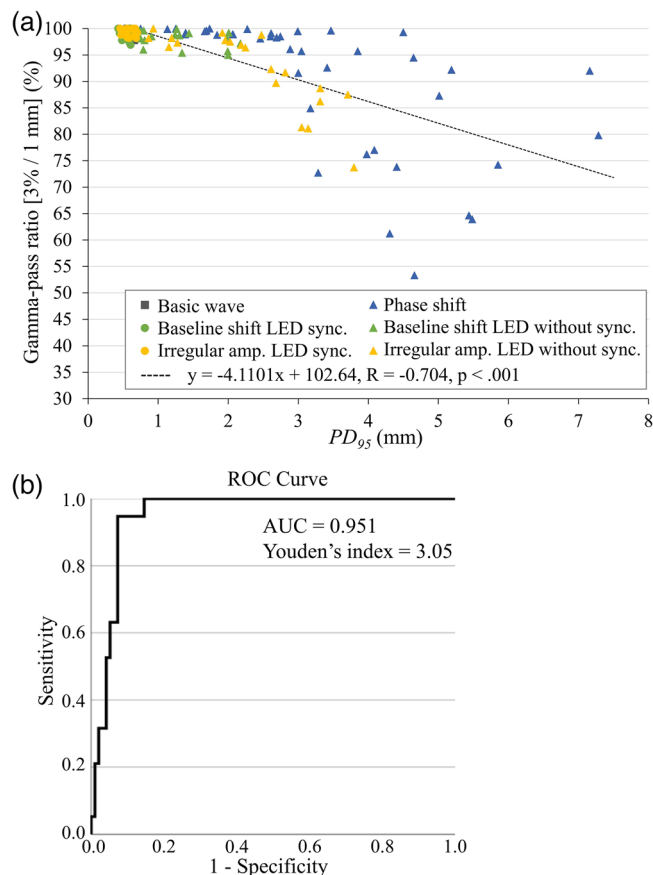 (a)
Gamma-pass ratio [3% / 1 mm] (%)
100
95
90
85
80
75
70
65
60
55
50
45
40
35
30
Basic wave
Phase shift
Baseline shift LED sync.
Baseline shift LED without sync.
Irregular amp. LED sync.
Irregular amp. LED without sync.
y = -4.1101x + 102.64, R = -0.704, p < .001
0 1 2 3 4 5 6 7 8
PD95 (mm)
(b)
ROC Curve
AUC = 0.951
Youden's index = 3.05
Sensitivity
1.0
0.8
0.6
0.4
0.2
0.0
0.0 0.2 0.4 0.6 0.8 1.0
1 - Specificity